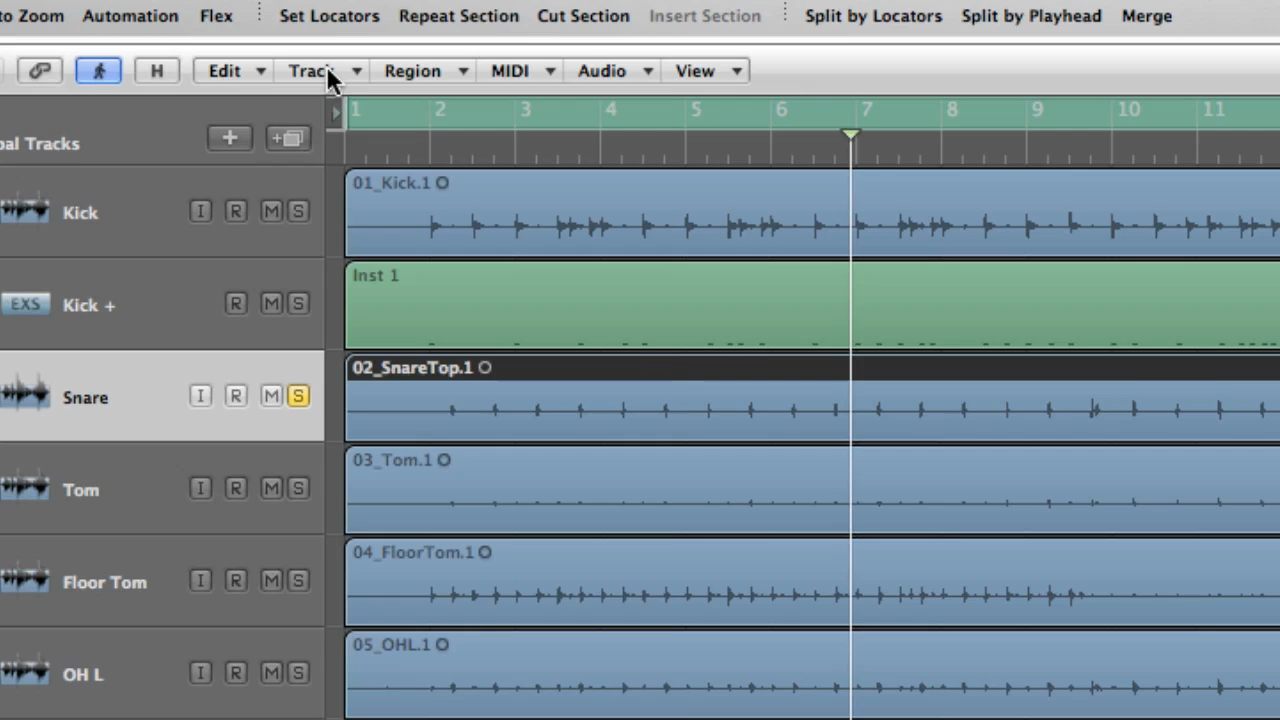 to Zoom Automation Flex Set Locators Repeat Section Cut Section Insert Section Split by Locators Split by Playhead Merge
H Edit Track Region MIDI Audio View
1 2 3 4 5 6 7 8 9 10 11
bal Tracks
01_Kick.1
Kick I R M S
Inst 1
EXS Kick + R M S
02_SnareTop.1
Snare I R M S
03_Tom.1
Tom I R M S
04_FloorTom.1
Floor Tom I R M S
05_OHL.1
OH L I R M S